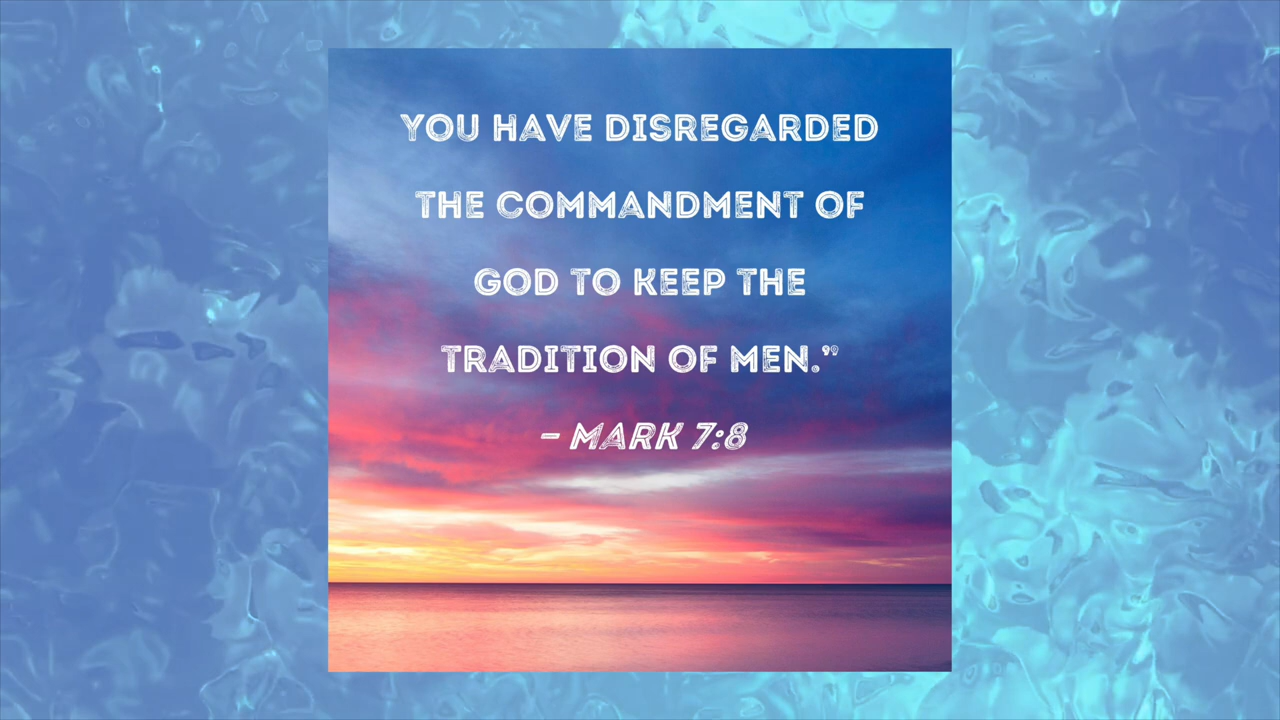 YOU HAVE DISREGARDED
THE COMMANDMENT OF
GOD TO KEEP THE
TRADITION OF MEN.”
– MARK 7:8